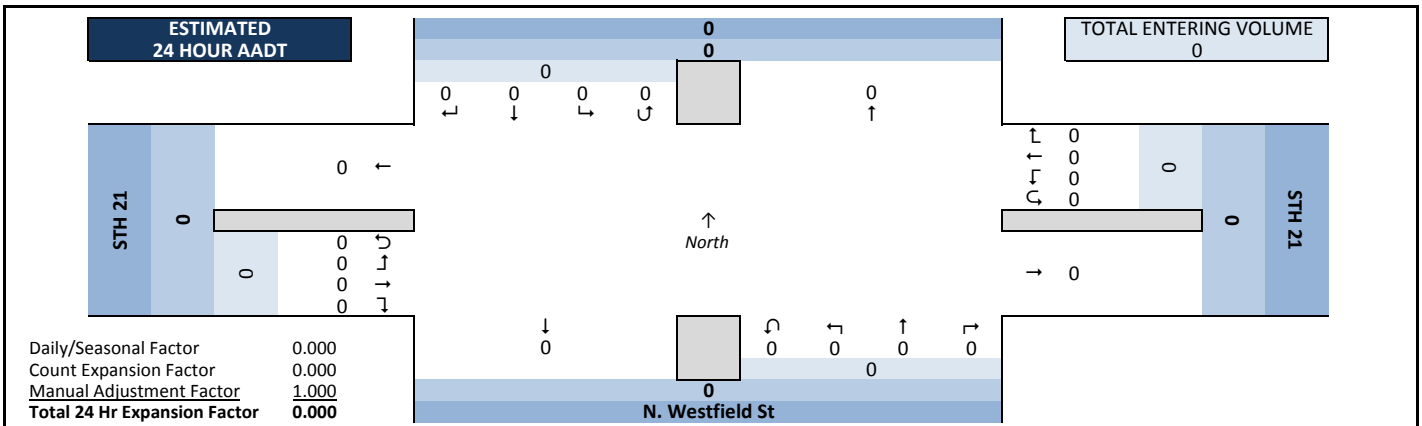 ESTIMATED
24 HOUR AADT
0
0
TOTAL ENTERING VOLUME
0
0
0 0 0 0
↵ ↓ ↳ ↺
0
↑
0 ←
↱ 0
← 0
↰ 0
↺ 0
0
0
STH 21
STH 21
0
0
0 ↺
0 ↱
0 →
0 ↴
↑
North
→ 0
↓
0
↶ ↰ ↑ ↱
0 0 0 0
0
0
N. Westfield St
Daily/Seasonal Factor 0.000
Count Expansion Factor 0.000
Manual Adjustment Factor 1.000
Total 24 Hr Expansion Factor 0.000